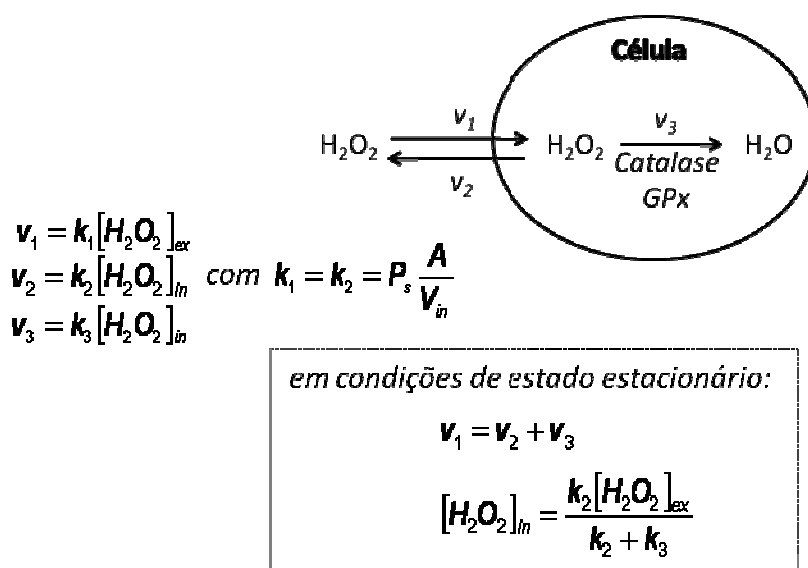 Célula
H₂O₂ v₁ H₂O₂ v₃ H₂O
v₂ Catalase
GPx
v₁ = k₁[H₂O₂]ₑₓ
v₂ = k₂[H₂O₂]ᵢₙ com k₁ = k₂ = Pₛ A/Vᵢₙ
v₃ = k₃[H₂O₂]ᵢₙ
em condições de estado estacionário:
v₁ = v₂ + v₃
[H₂O₂]ᵢₙ = k₂[H₂O₂]ₑₓ / k₂ + k₃